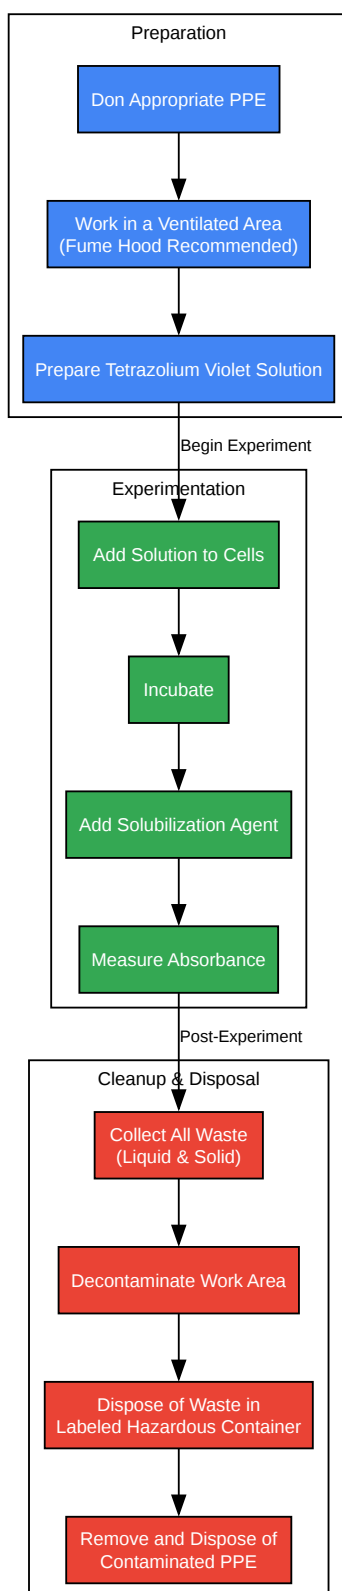 Preparation
Don Appropriate PPE
Work in a Ventilated Area
(Fume Hood Recommended)
Prepare Tetrazolium Violet Solution
Begin Experiment
Experimentation
Add Solution to Cells
Incubate
Add Solubilization Agent
Measure Absorbance
Post-Experiment
Cleanup & Disposal
Collect All Waste
(Liquid & Solid)
Decontaminate Work Area
Dispose of Waste in
Labeled Hazardous Container
Remove and Dispose of
Contaminated PPE